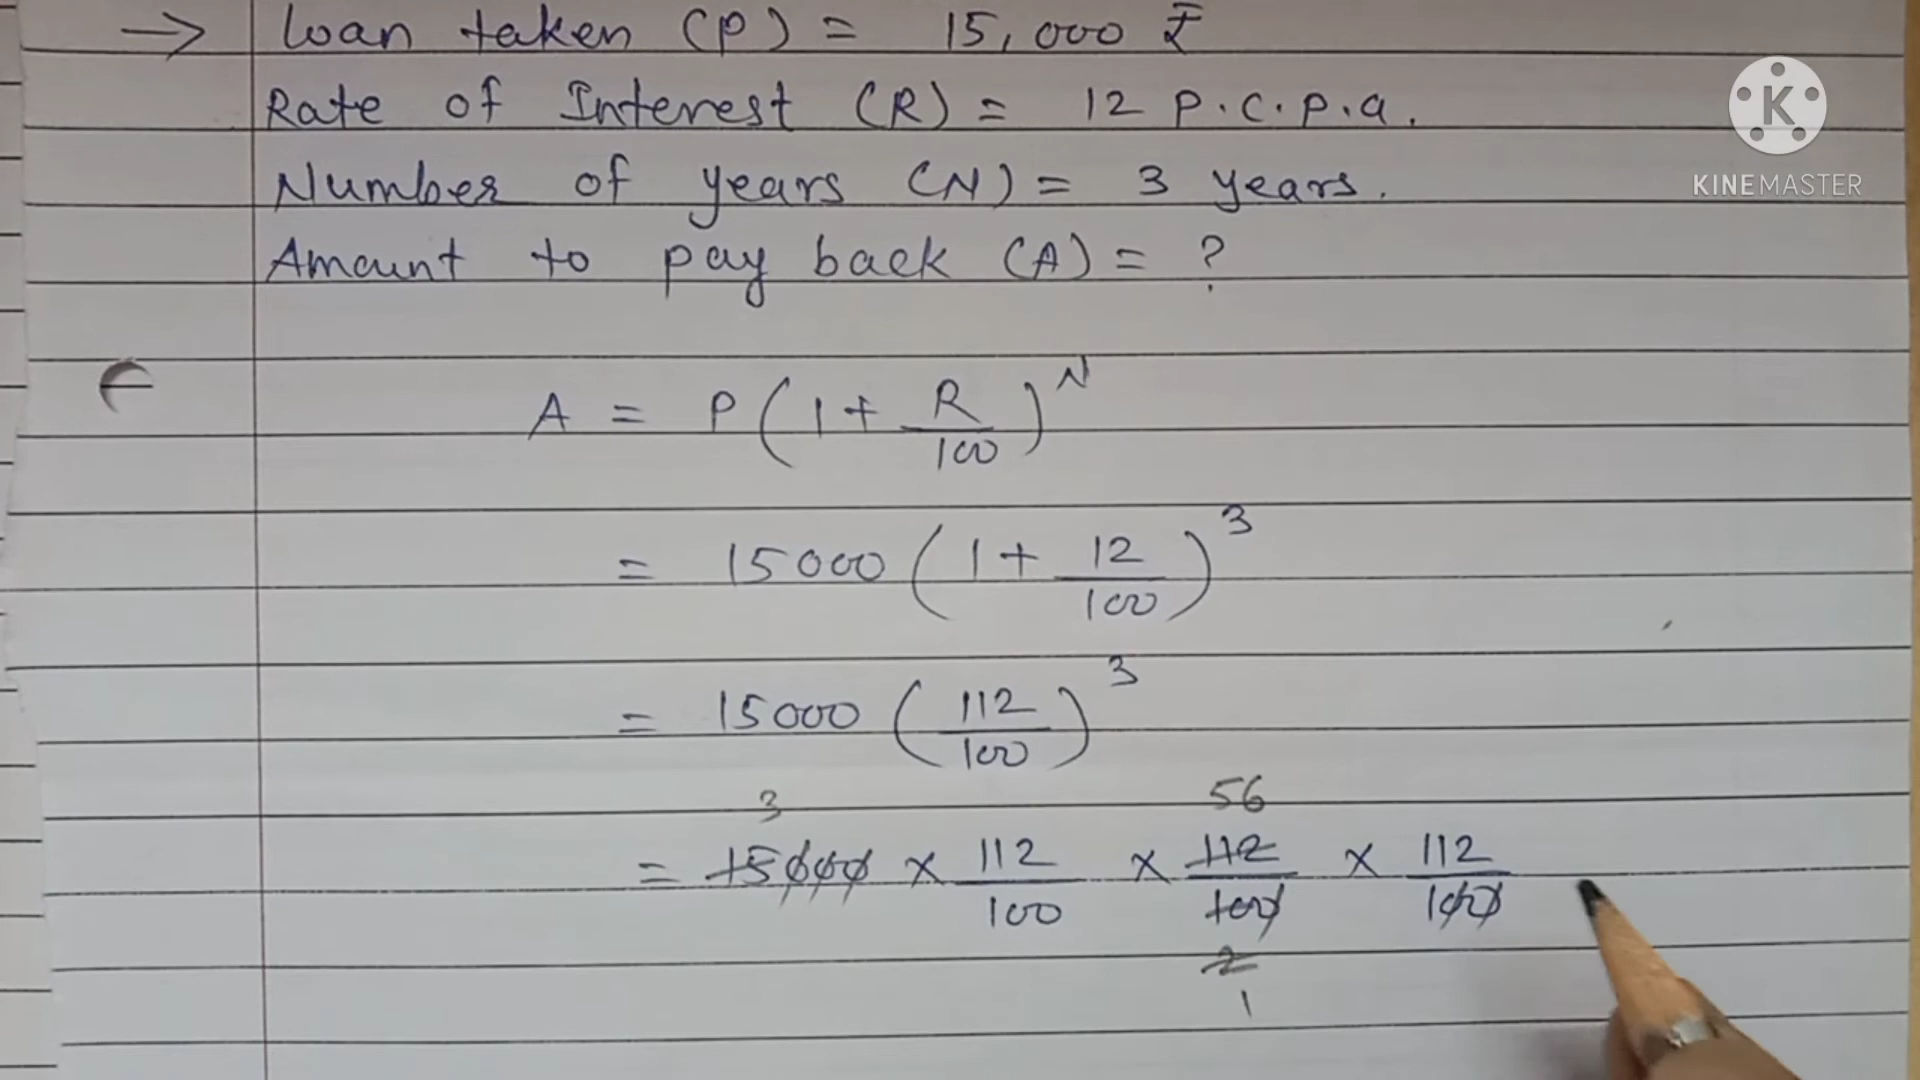 → Loan taken (P) = 15,000 ₹
Rate of Interest (R) = 12 p.c.p.a.
Number of years (N) = 3 years.
Amount to pay back (A) = ?
K
KINEMASTER
A = P(1 + R/100)^N
= 15000 (1 + 12/100)^3
= 15000 (112/100)^3
3 56
= 15000 × 112/100 × 112/100 × 112/100
2
1